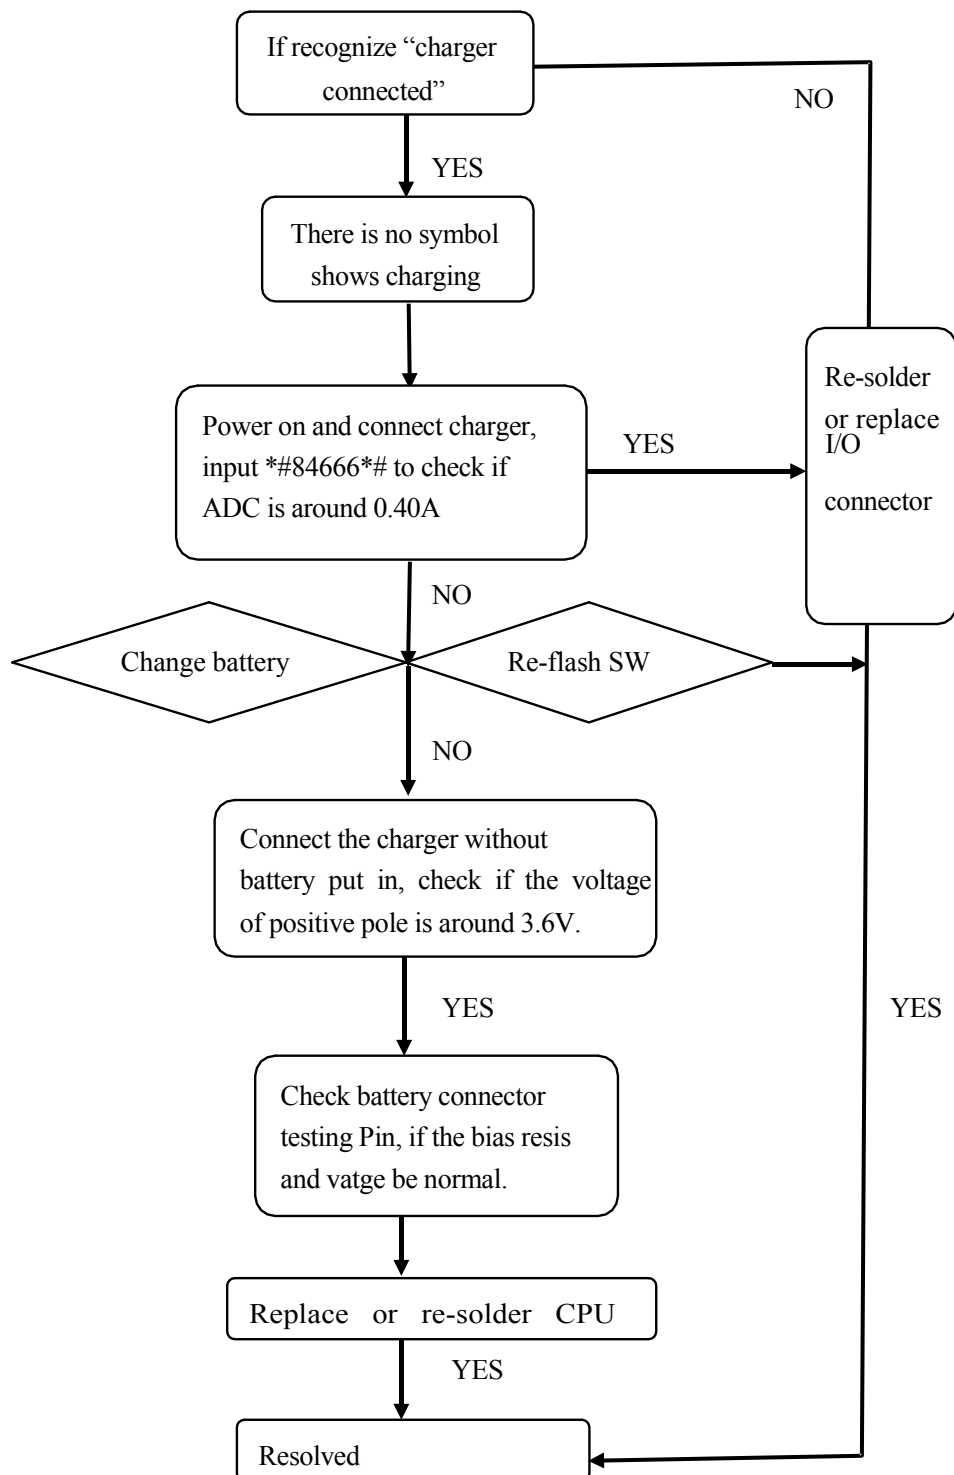 If recognize “charger
connected”
NO
YES
There is no symbol
shows charging
Re-solder
or replace
I/O
connector
Power on and connect charger,
input *#84666*# to check if
ADC is around 0.40A
YES
NO
Change battery
Re-flash SW
NO
Connect the charger without
battery put in, check if the voltage
of positive pole is around 3.6V.
YES
YES
Check battery connector
testing Pin, if the bias resis
and vatge be normal.
Replace or re-solder CPU
YES
Resolved